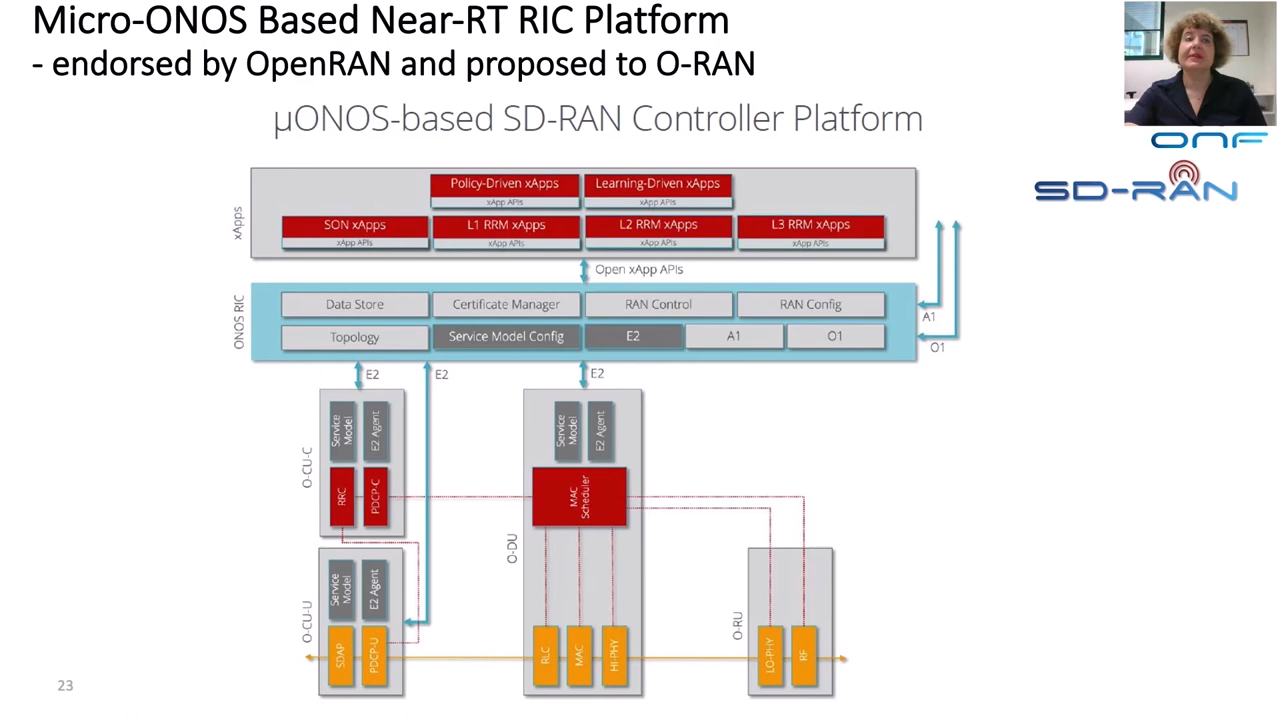 Micro-ONOS Based Near-RT RIC Platform
- endorsed by OpenRAN and proposed to O-RAN
µONOS-based SD-RAN Controller Platform
ONF
SD-RAN
xApps
Policy-Driven xApps
xApp APIs
Learning-Driven xApps
xApp APIs
SON xApps
xApp APIs
L1 RRM xApps
xApp APIs
L2 RRM xApps
xApp APIs
L3 RRM xApps
xApp APIs
Open xApp APIs
ONOS RIC
Data Store
Certificate Manager
RAN Control
RAN Config
Topology
Service Model Config
E2
A1
O1
A1
O1
E2
E2
E2
O-CU-C
Service
Model
E2 Agent
RRC
PDCP-C
O-CU-U
Service
Model
E2 Agent
SDAP
PDCP-U
O-DU
Service
Model
E2 Agent
MAC
Scheduler
RLC
MAC
HI-PHY
O-RU
LO-PHY
RF
23